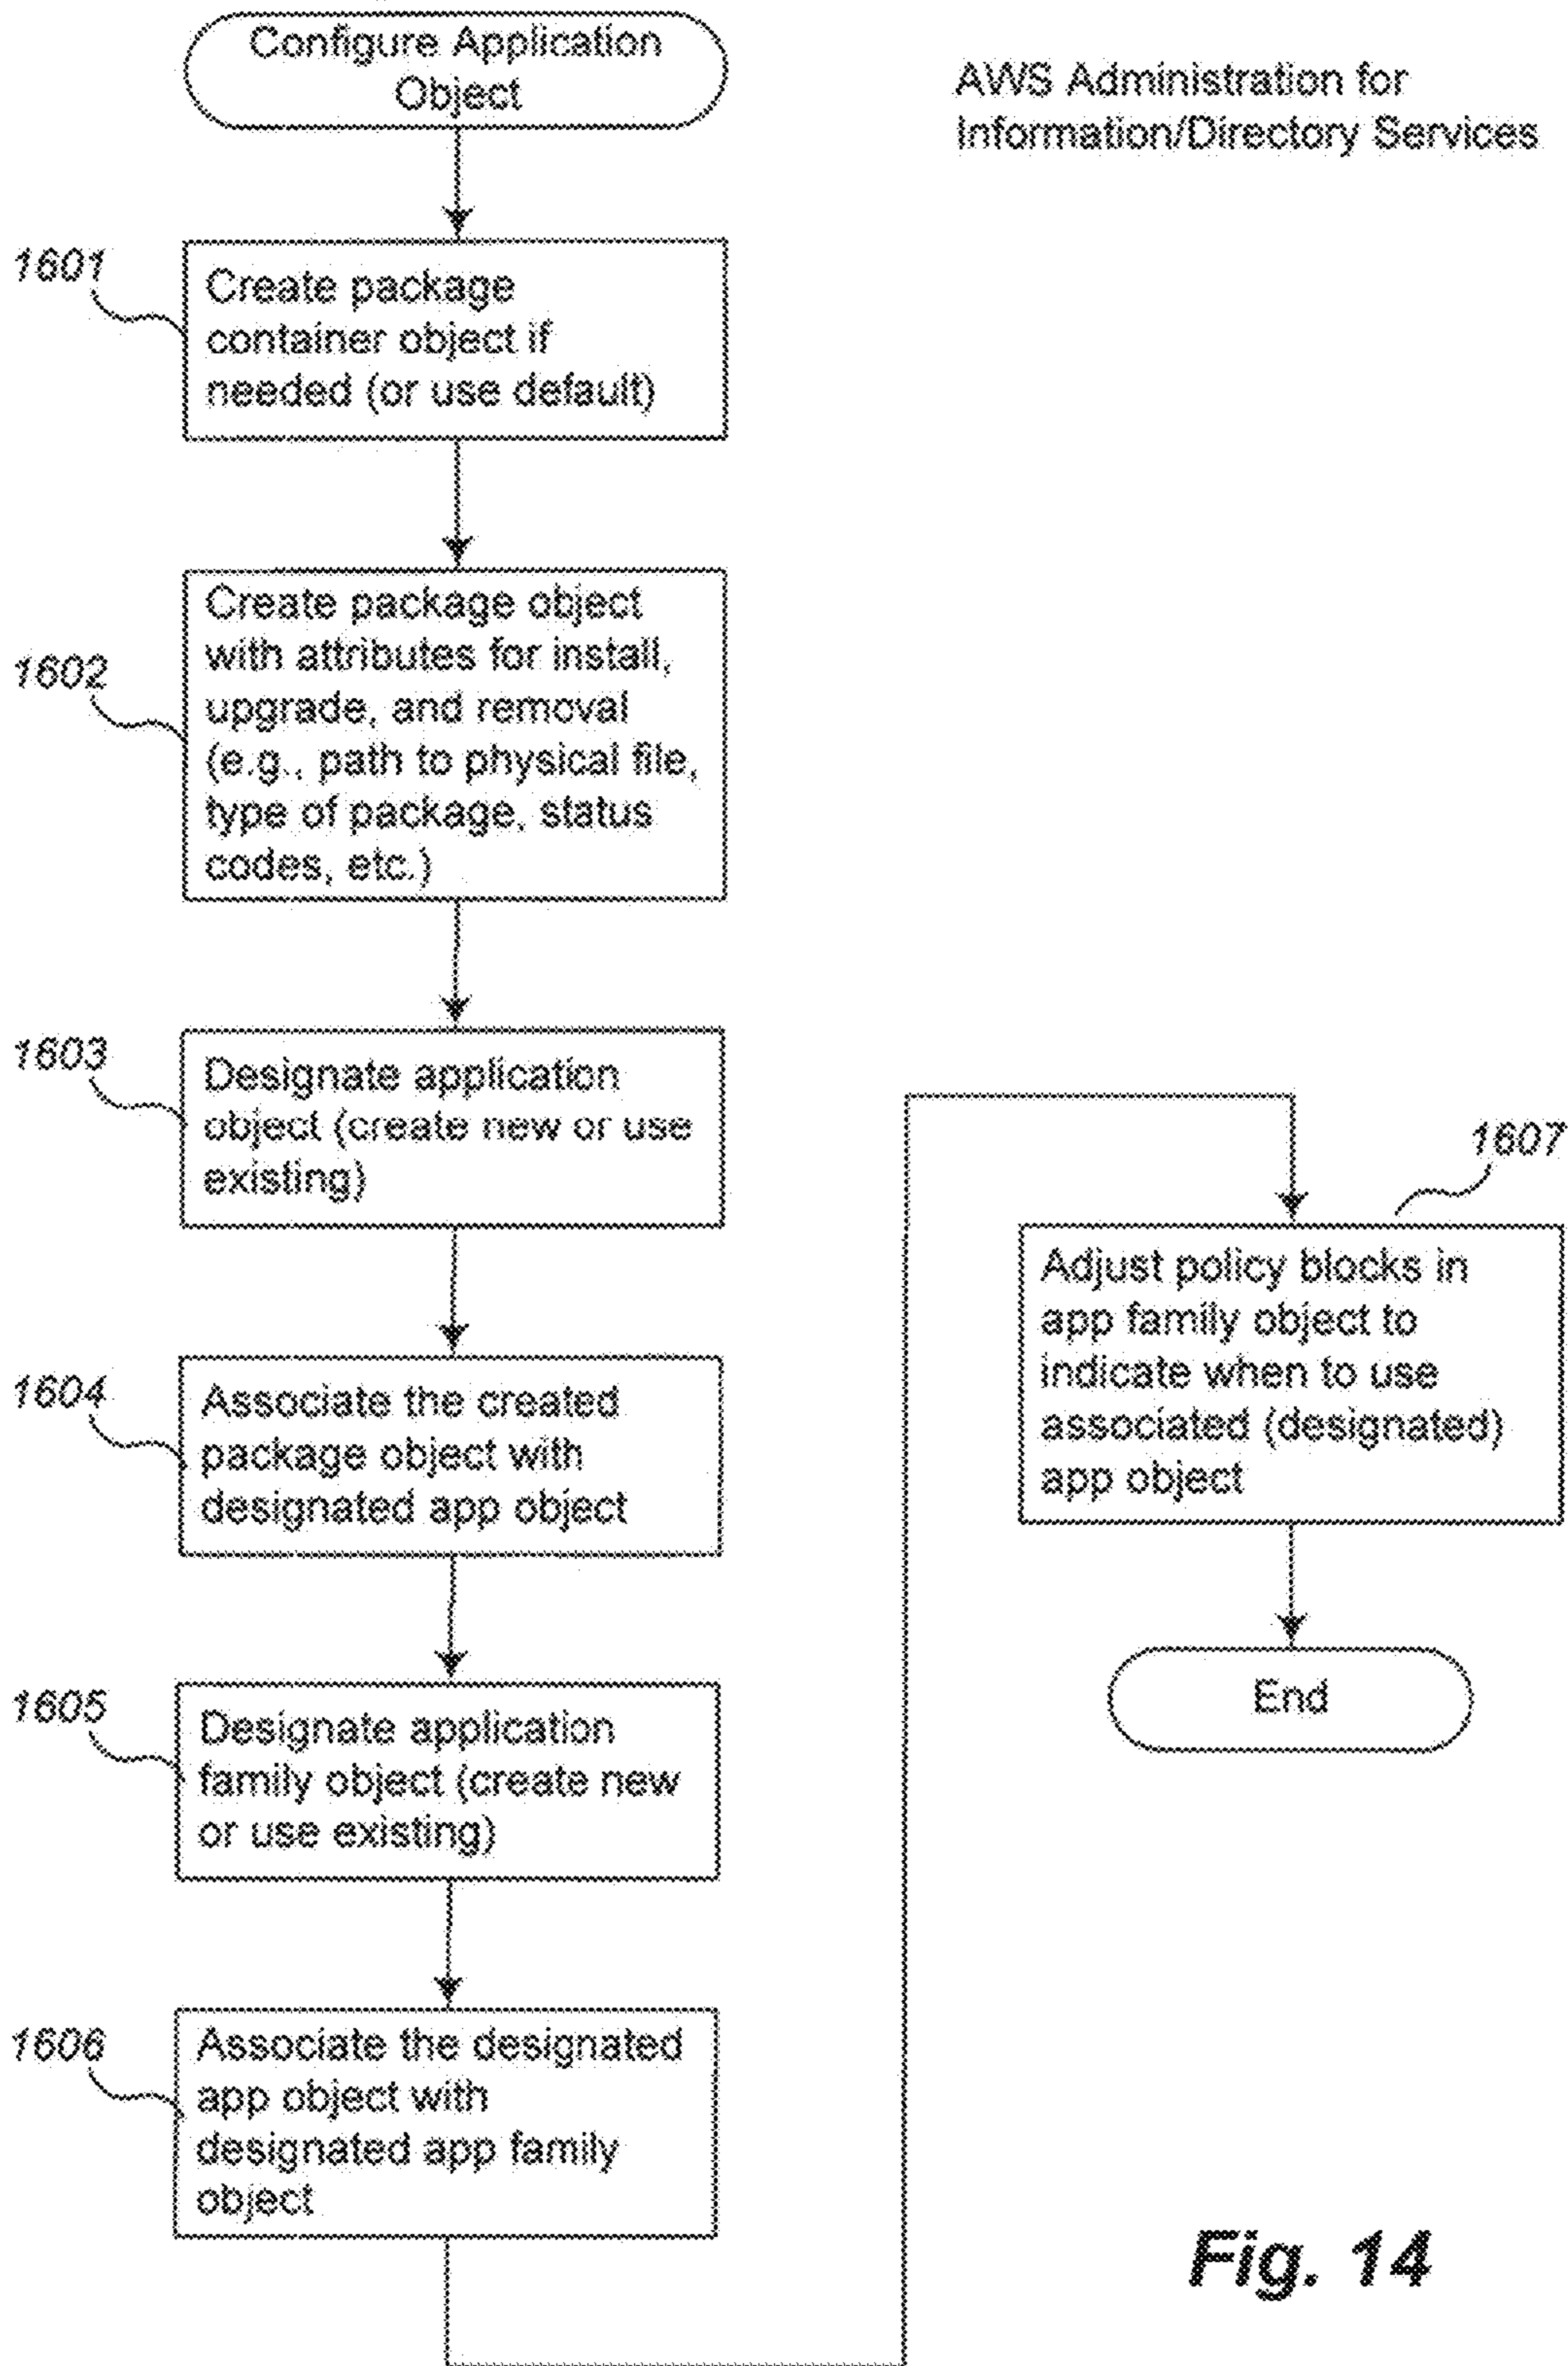 Configure Application
Object
AWS Administration for
Information/Directory Services
1601
Create package
container object if
needed (or use default)
1602
Create package object
with attributes for install,
upgrade, and removal
(e.g., path to physical file,
type of package, status
codes, etc.)
1603
Designate application
object (create new or use
existing)
1604
Associate the created
package object with
designated app object
1605
Designate application
family object (create new
or use existing)
1606
Associate the designated
app object with
designated app family
object
1607
Adjust policy blocks in
app family object to
indicate when to use
associated (designated)
app object
End
Fig. 14